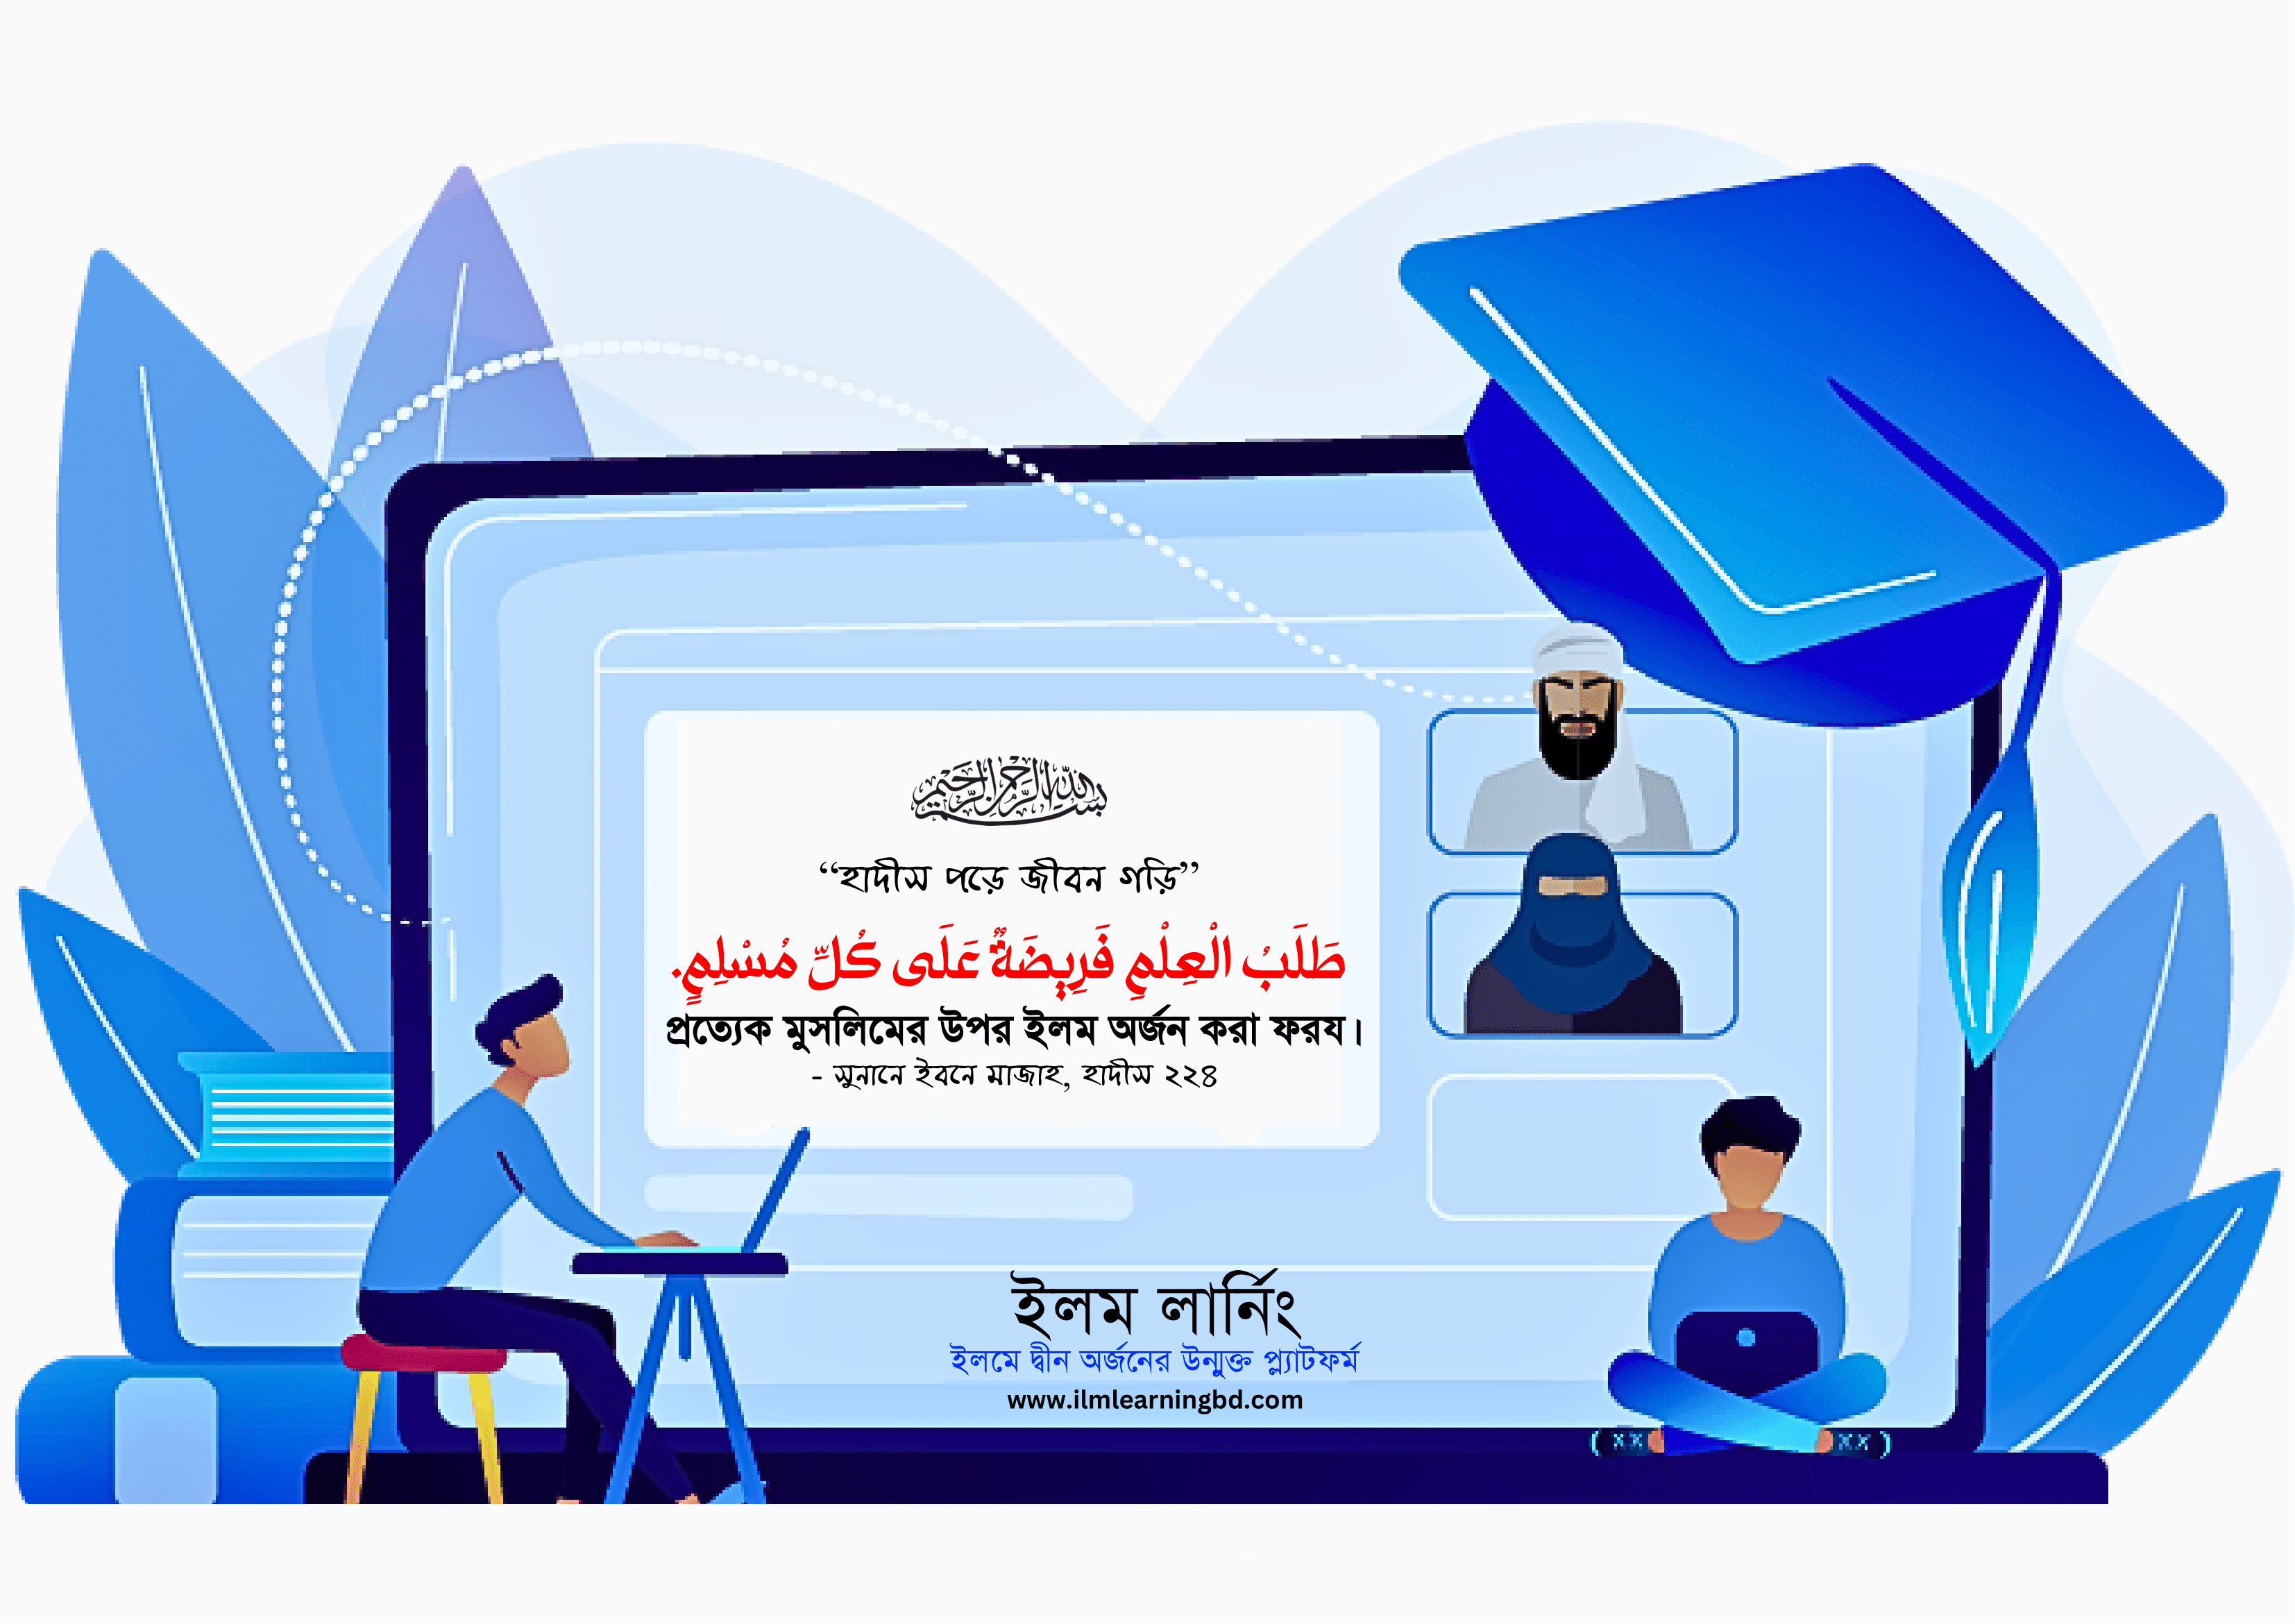 بسم الله الرحمن الرحيم
“হাদীস পড়ে জীবন গড়ি”
طَلَبُ الْعِلْمِ فَرِيضَةٌ عَلَى كُلِّ مُسْلِمٍ.
প্রত্যেক মুসলিমের উপর ইলম অর্জন করা ফরয।
- সুনানে ইবনে মাজাহ, হাদীস ২২৪
ইলম লার্নিং
ইলমে দ্বীন অর্জনের উন্মুক্ত প্ল্যাটফর্ম
www.ilmlearningbd.com